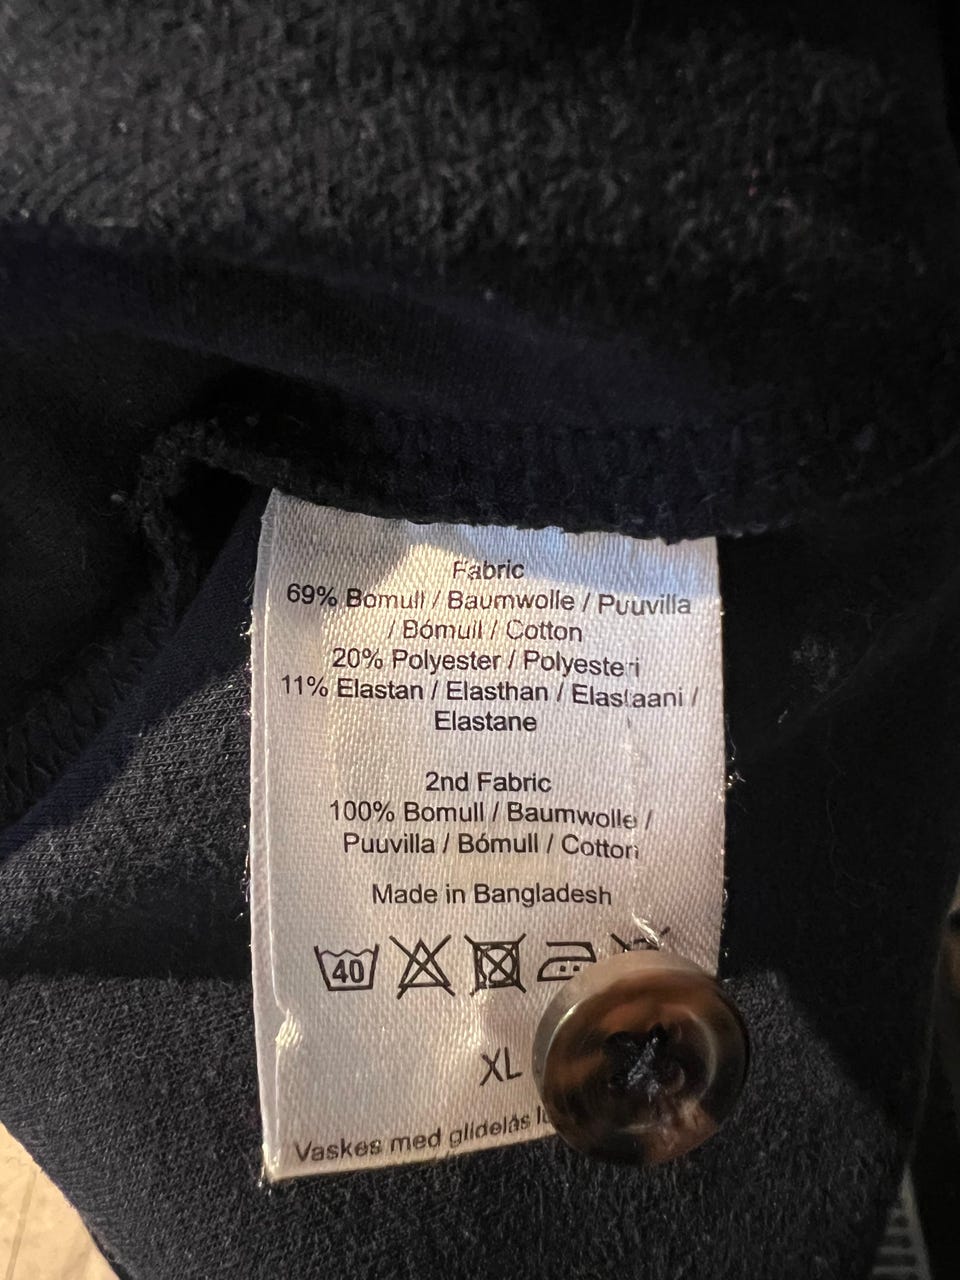 Fabric
69% Bomull / Baumwolle / Puuvilla
/ Bómull / Cotton
20% Polyester / Polyesteri
11% Elastan / Elasthan / Elastaani /
Elastane
2nd Fabric
100% Bomull / Baumwolle /
Puuvilla / Bómull / Cotton
Made in Bangladesh
40
XL
Vaskes med glidelås